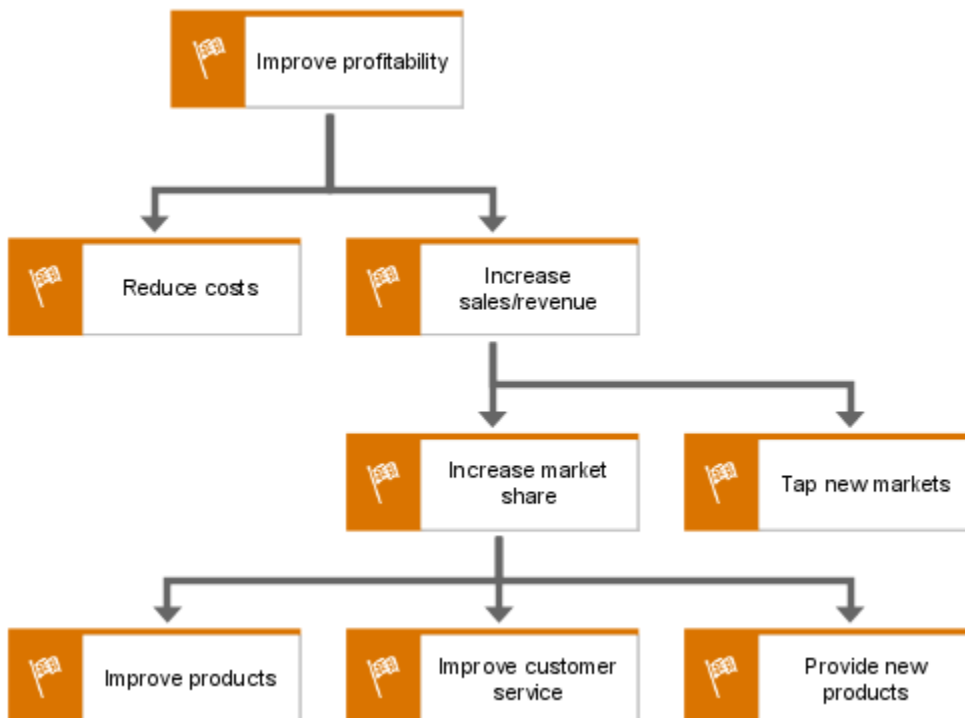 Improve profitability
Reduce costs
Increase
sales/revenue
Increase market
share
Tap new markets
Improve products
Improve customer
service
Provide new
products